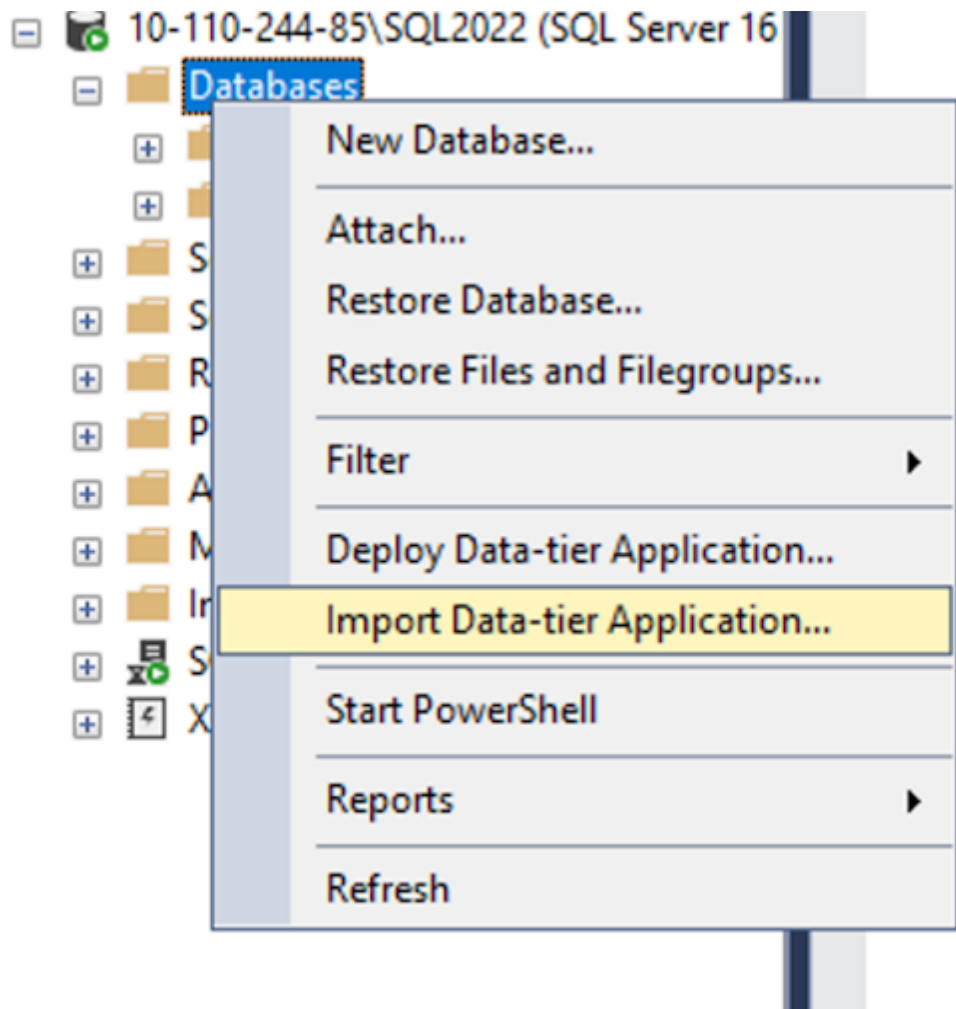 10-110-244-85\SQL2022 (SQL Server 16
Databases
New Database...
Attach...
Restore Database...
Restore Files and Filegroups...
Filter
Deploy Data-tier Application...
Import Data-tier Application...
Start PowerShell
Reports
Refresh